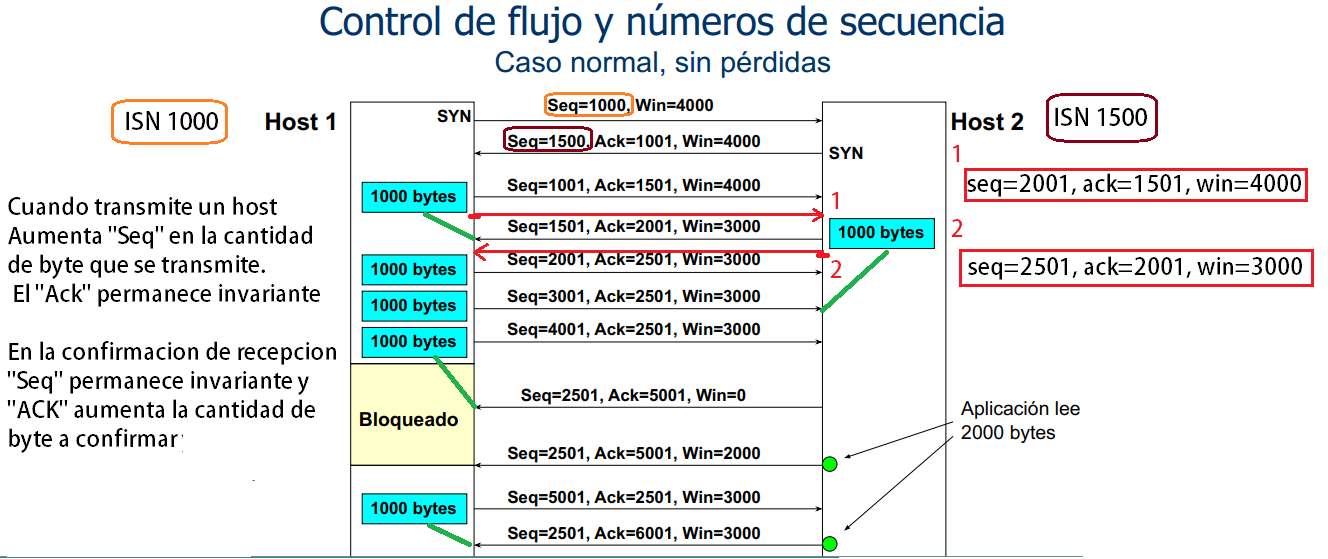 Control de flujo y números de secuencia
Caso normal, sin pérdidas
ISN 1000
Host 1
SYN
Seq=1000, Win=4000
Host 2
ISN 1500
Seq=1500, Ack=1001, Win=4000
SYN
1
1000 bytes
Seq=1001, Ack=1501, Win=4000
seq=2001, ack=1501, win=4000
Cuando transmite un host
Aumenta "Seq" en la cantidad
de byte que se transmite.
El "Ack" permanece invariante
1
Seq=1501, Ack=2001, Win=3000
1000 bytes
2
1000 bytes
Seq=2001, Ack=2501, Win=3000
2
seq=2501, ack=2001, win=3000
1000 bytes
Seq=3001, Ack=2501, Win=3000
1000 bytes
Seq=4001, Ack=2501, Win=3000
En la confirmacion de recepcion
"Seq" permanece invariante y
"ACK" aumenta la cantidad de
byte a confirmar
Bloqueado
Seq=2501, Ack=5001, Win=0
Aplicación lee
2000 bytes
Seq=2501, Ack=5001, Win=2000
1000 bytes
Seq=5001, Ack=2501, Win=3000
Seq=2501, Ack=6001, Win=3000